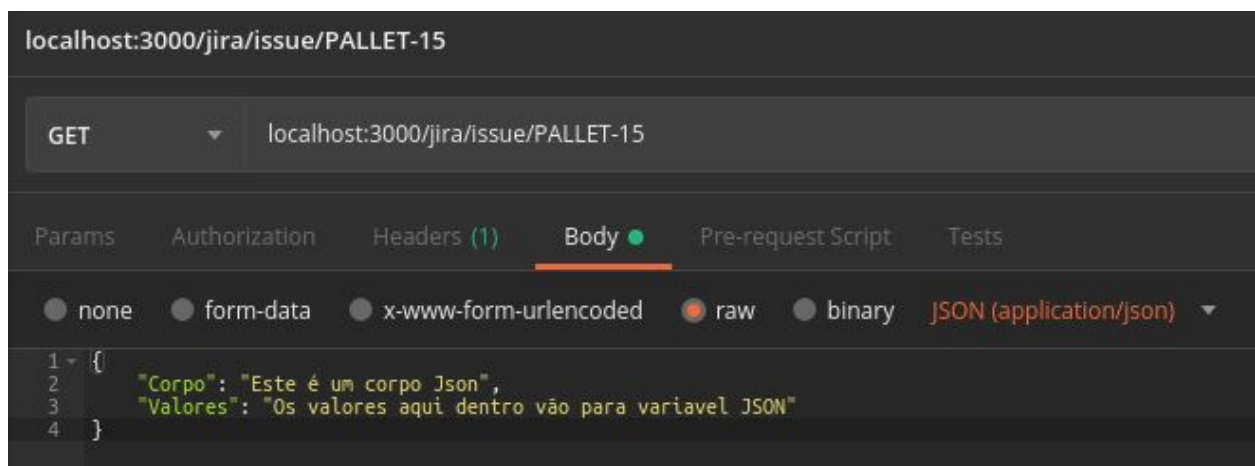 localhost:3000/jira/issue/PALLET-15
GET localhost:3000/jira/issue/PALLET-15
Params Authorization Headers (1) Body Pre-request Script Tests
none form-data x-www-form-urlencoded raw binary JSON (application/json)
1 {
2 "Corpo": "Este é um corpo Json",
3 "Valores": "Os valores aqui dentro vão para variavel JSON"
4 }